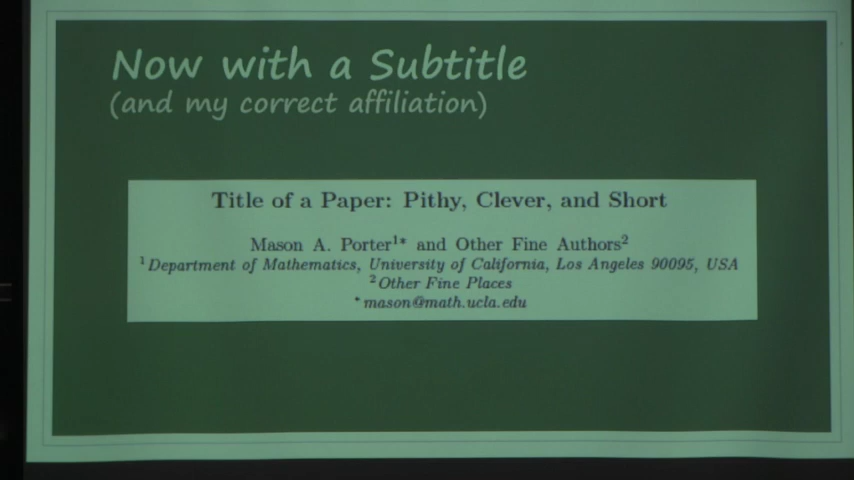 Now with a Subtitle
(and my correct affiliation)
Title of a Paper: Pithy, Clever, and Short
Mason A. Porter¹* and Other Fine Authors²
¹Department of Mathematics, University of California, Los Angeles 90095, USA
²Other Fine Places
*mason@math.ucla.edu